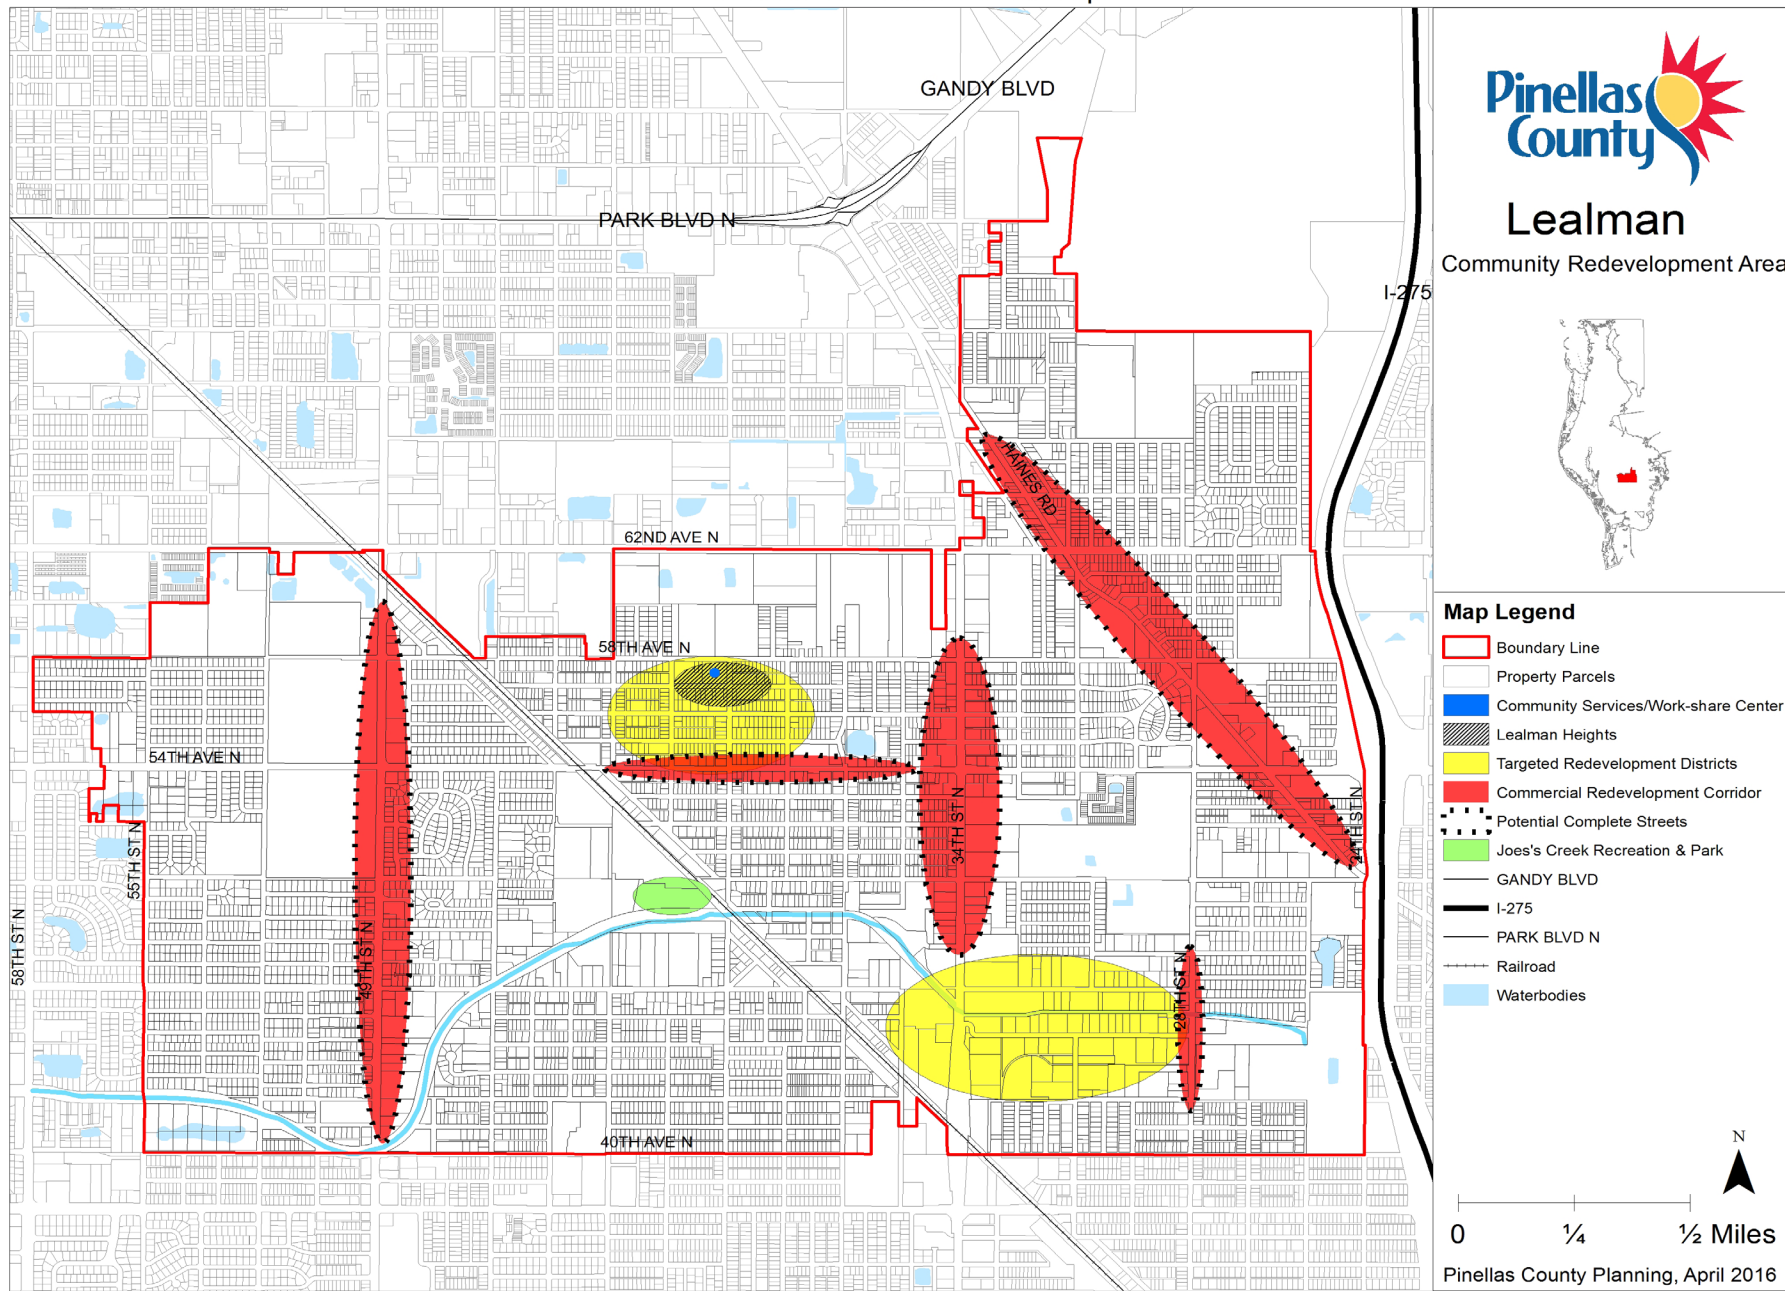 GANDY BLVD
PARK BLVD N
I-275
HAINES RD
62ND AVE N
58TH AVE N
54TH AVE N
34TH ST N
24TH ST N
55TH ST N
58TH ST N
49TH ST N
28TH ST N
40TH AVE N
Pinellas
County
Lealman
Community Redevelopment Area
Map Legend
Boundary Line
Property Parcels
Community Services/Work-share Center
Lealman Heights
Targeted Redevelopment Districts
Commercial Redevelopment Corridor
Potential Complete Streets
Joes's Creek Recreation & Park
GANDY BLVD
I-275
PARK BLVD N
Railroad
Waterbodies
N
0 ¼ ½ Miles
Pinellas County Planning, April 2016